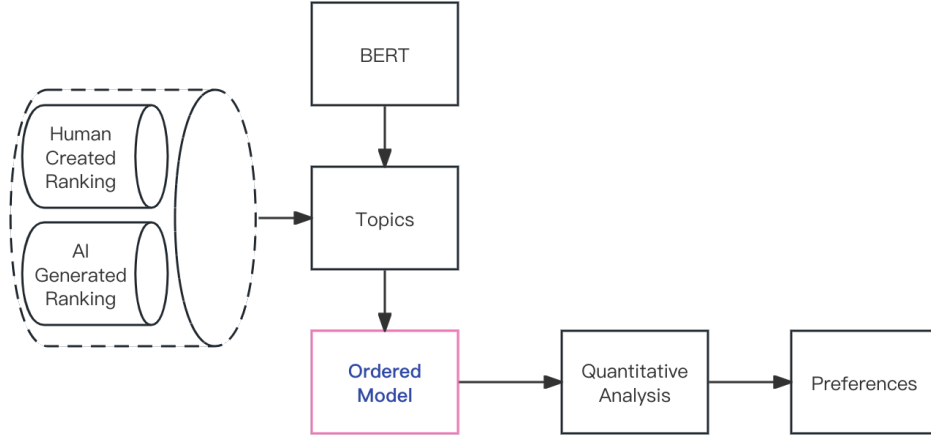 BERT
Human
Created
Ranking
AI
Generated
Ranking
Topics
Ordered
Model
Quantitative
Analysis
Preferences